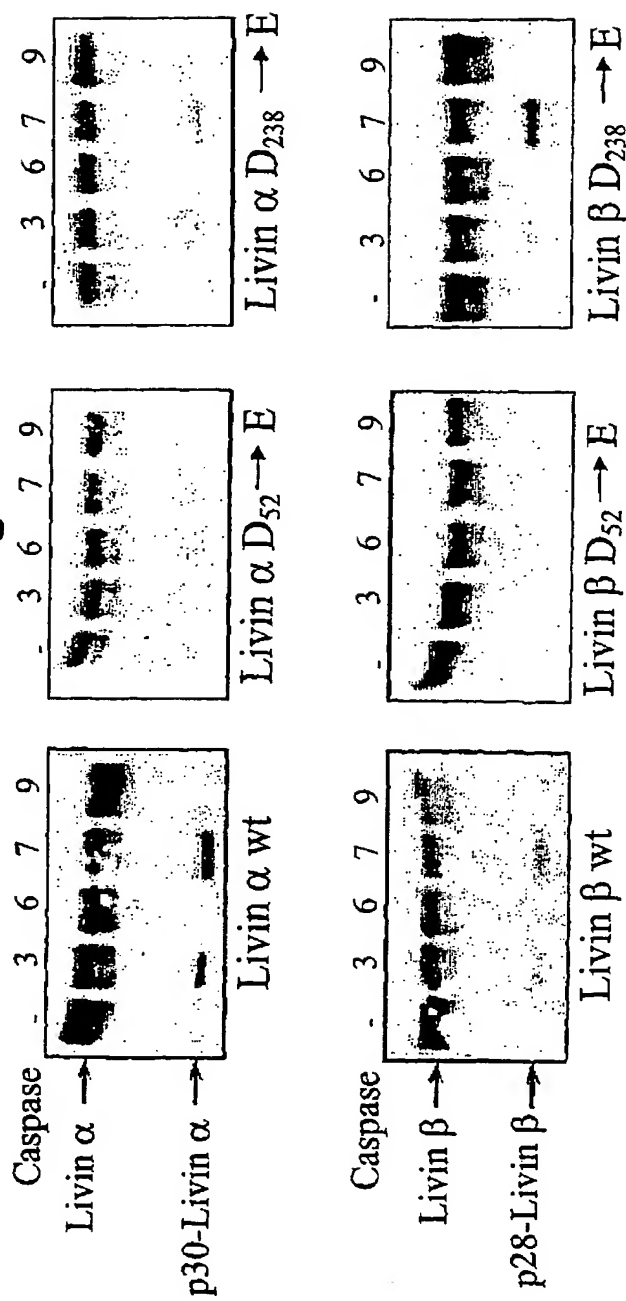 Caspase - 3 6 7 9
Livin α →
p30-Livin α →
Livin α wt
3 6 7 9
Livin α D₅₂ → E
- 3 6 7 9
Livin α D₂₃₈ → E
Caspase - 3 6 7 9
Livin β →
p28-Livin β →
Livin β wt
- 3 6 7 9
Livin β D₅₂ → E
- 3 6 7 9
Livin β D₂₃₈ → E